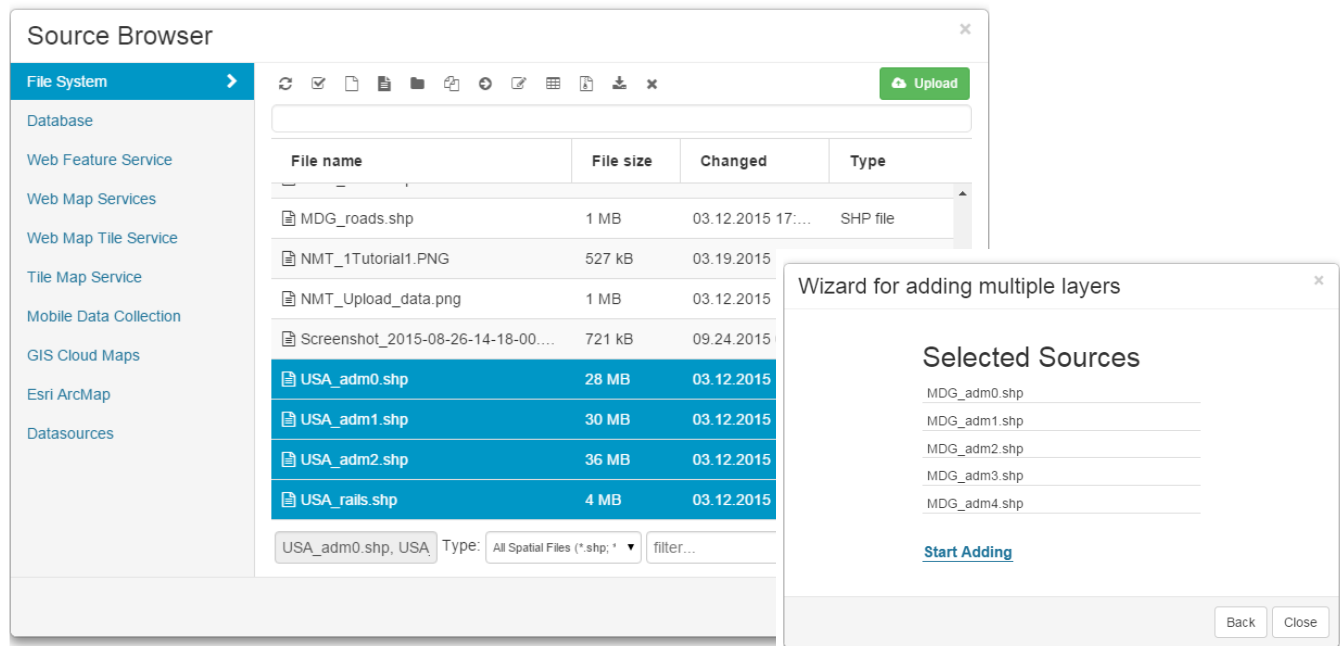 Source Browser
×
File System
Database
Web Feature Service
Web Map Services
Web Map Tile Service
Tile Map Service
Mobile Data Collection
GIS Cloud Maps
Esri ArcMap
Datasources
Upload
File name File size Changed Type
MDG_roads.shp 1 MB 03.12.2015 17:... SHP file
NMT_1Tutorial1.PNG 527 kB 03.19.2015
NMT_Upload_data.png 1 MB 03.12.2015
Screenshot_2015-08-26-14-18-00.... 721 kB 09.24.2015
USA_adm0.shp 28 MB 03.12.2015
USA_adm1.shp 30 MB 03.12.2015
USA_adm2.shp 36 MB 03.12.2015
USA_rails.shp 4 MB 03.12.2015
USA_adm0.shp, USA_ Type: All Spatial Files (*.shp; * filter...
Wizard for adding multiple layers
×
Selected Sources
MDG_adm0.shp
MDG_adm1.shp
MDG_adm2.shp
MDG_adm3.shp
MDG_adm4.shp
Start Adding
Back Close